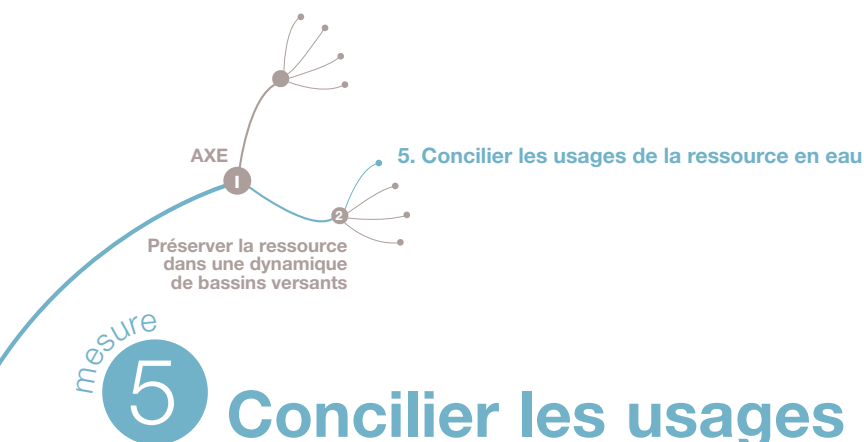 AXE
I
5. Concilier les usages de la ressource en eau
2
Préserver la ressource
dans une dynamique
de bassins versants
mesure
5
Concilier les usages